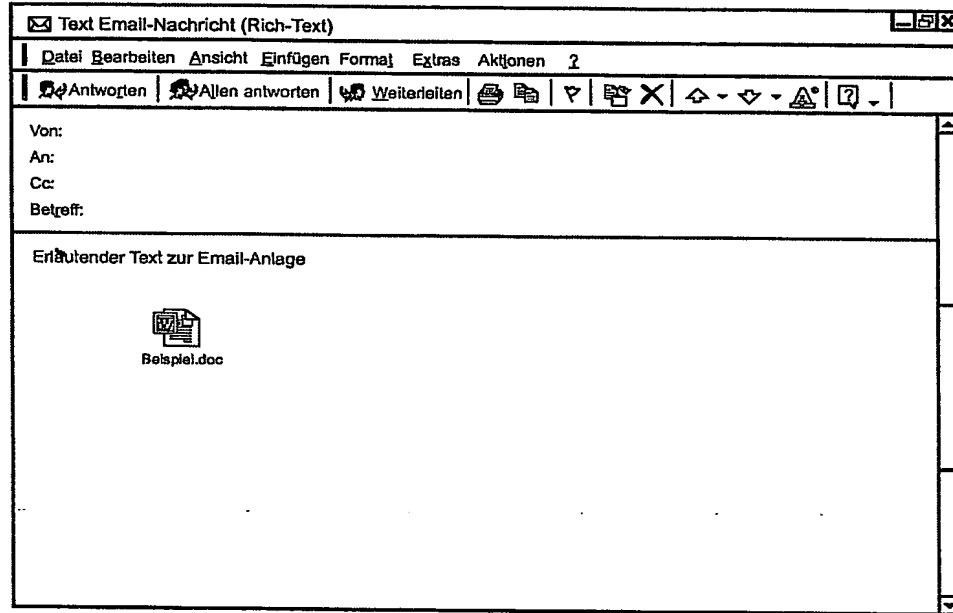 Text Email-Nachricht (Rich-Text)
Datei Bearbeiten Ansicht Einfügen Format Extras Aktionen ?
Antworten Allen antworten Weiterleiten
Von:
An:
Cc:
Betreff:
Erläutender Text zur Email-Anlage
Beispiel.doc